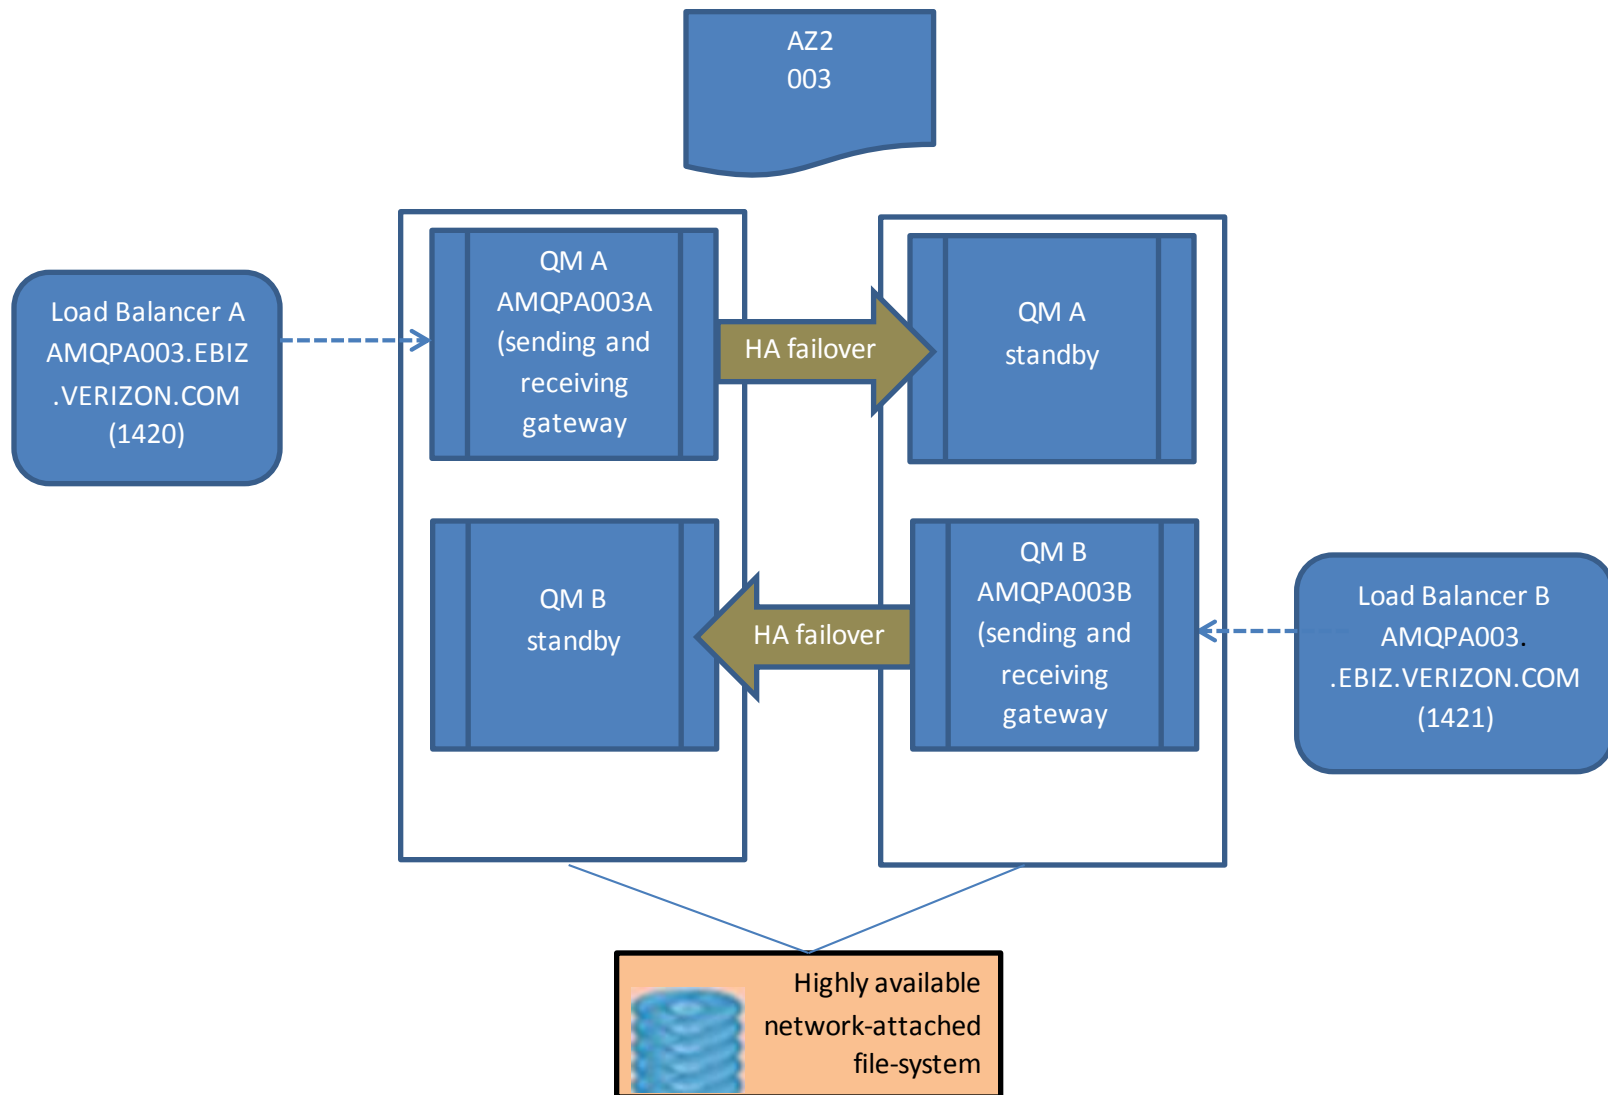 AZ2
003
QM A
AMQPA003A
(sending and
receiving
gateway
HA failover
QM A
standby
Load Balancer A
AMQPA003.EBIZ
.VERIZON.COM
(1420)
QM B
standby
HA failover
QM B
AMQPA003B
(sending and
receiving
gateway
Load Balancer B
AMQPA003.
.EBIZ.VERIZON.COM
(1421)
Highly available
network-attached
file-system